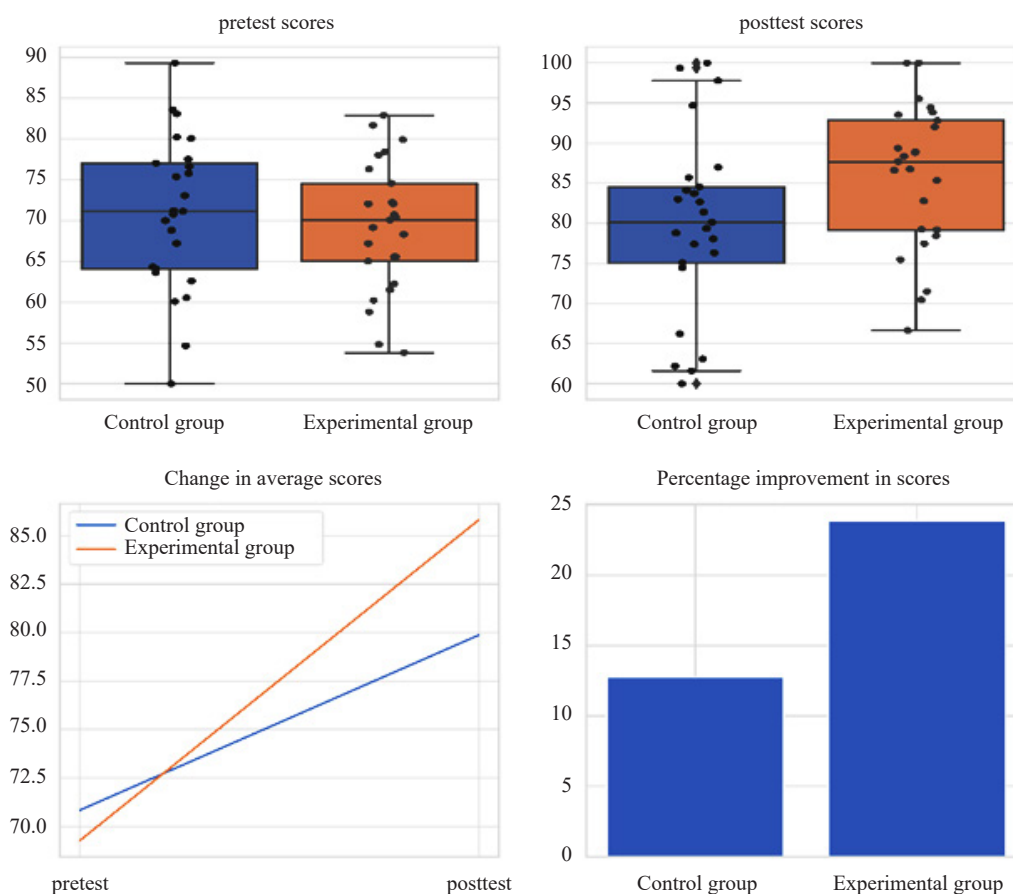 pretest scores
90
85
80
75
70
65
60
55
50
Control group
Experimental group
posttest scores
100
95
90
85
80
75
70
65
60
Control group
Experimental group
Change in average scores
Control group
Experimental group
85.0
82.5
80.0
77.5
75.0
72.5
70.0
pretest
posttest
Percentage improvement in scores
25
20
15
10
5
0
Control group
Experimental group